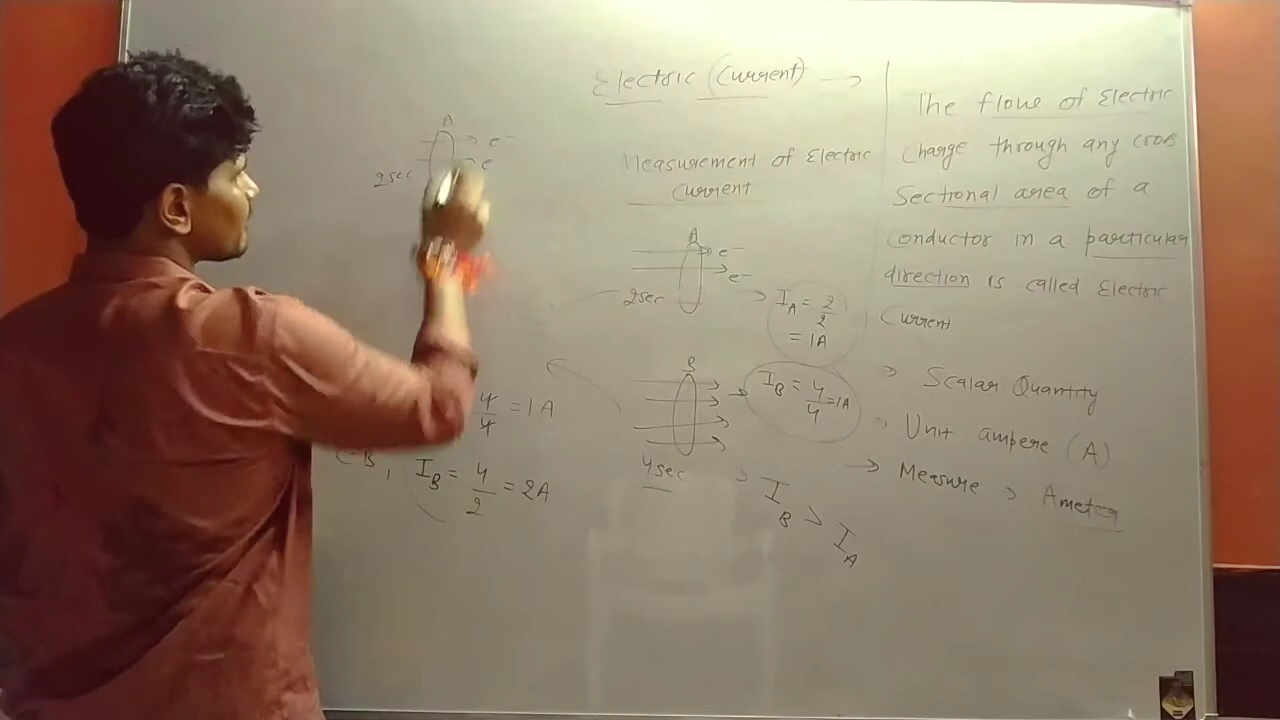 A
e-
2sec
e
4/4 = 1A
I_B = 4/2 = 2A
Electric (Current) →
Measurement of Electric
Current
A
e-
e-
2sec
I_A = 2/2
= 1A
B
I_B = 4/4 = 1A
4sec
I_B > I_A
The flowe of Electric
Charge through any cross
Sectional area of a
conductor in a particular
direction is called Electric
Current
Scalar Quantity
Unit ampere (A)
→ Measure → Ameter